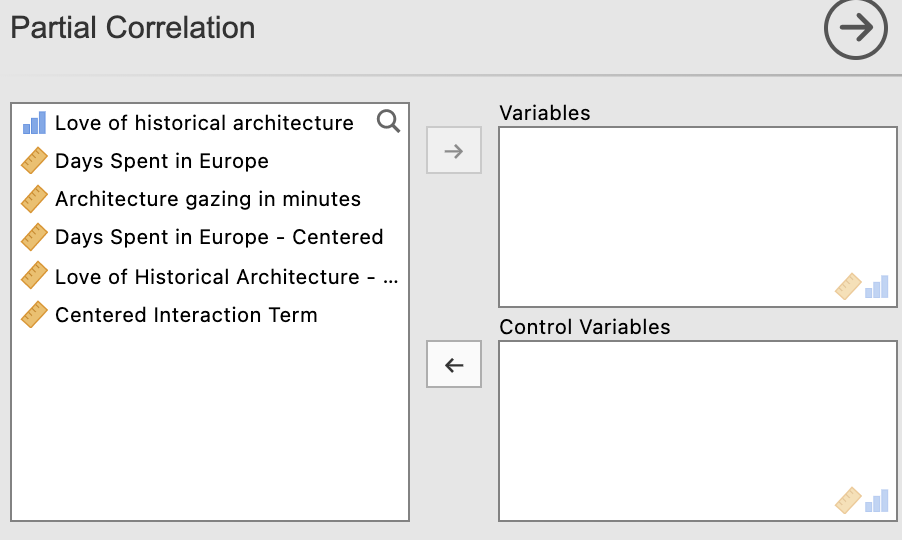 Partial Correlation
Love of historical architecture
Days Spent in Europe
Architecture gazing in minutes
Days Spent in Europe - Centered
Love of Historical Architecture - ...
Centered Interaction Term
Variables
Control Variables